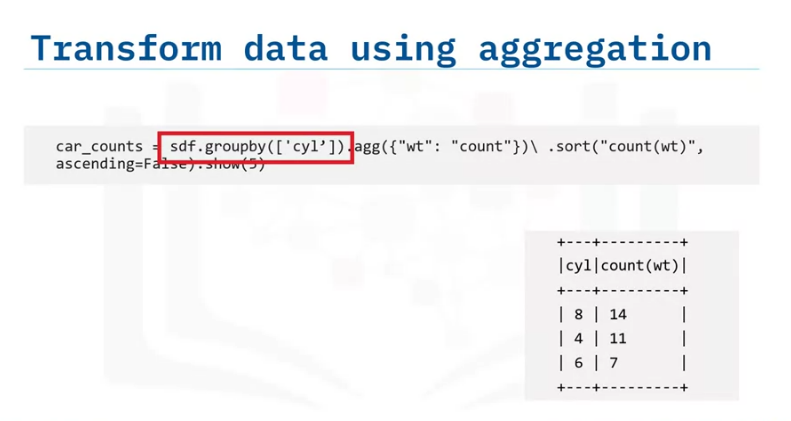 Transform data using aggregation
car_counts = sdf.groupby(['cyl’]).agg({"wt": "count"})\ .sort("count(wt)",
ascending=False).show(5)
+---+---------+
|cyl|count(wt)|
+---+---------+
| 8 | 14 |
| 4 | 11 |
| 6 | 7 |
+---+---------+